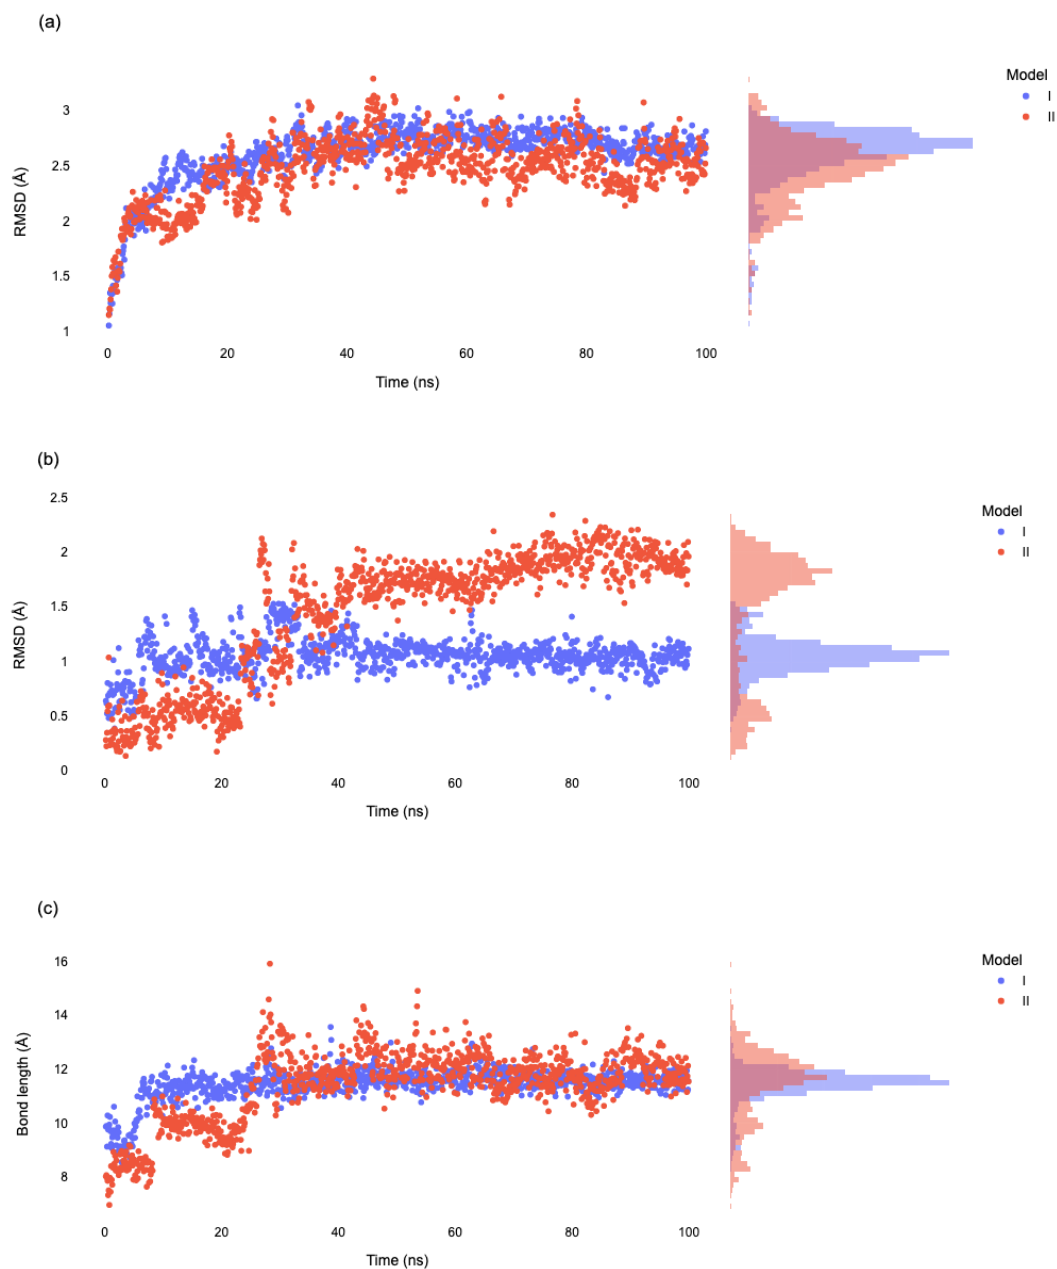 (a)
Model
I
II
3
2.5
2
1.5
1
RMSD (Å)
0 20 40 60 80 100
Time (ns)
(b)
Model
I
II
2.5
2
1.5
1
0.5
0
RMSD (Å)
0 20 40 60 80 100
Time (ns)
(c)
Model
I
II
16
14
12
10
8
Bond length (Å)
0 20 40 60 80 100
Time (ns)